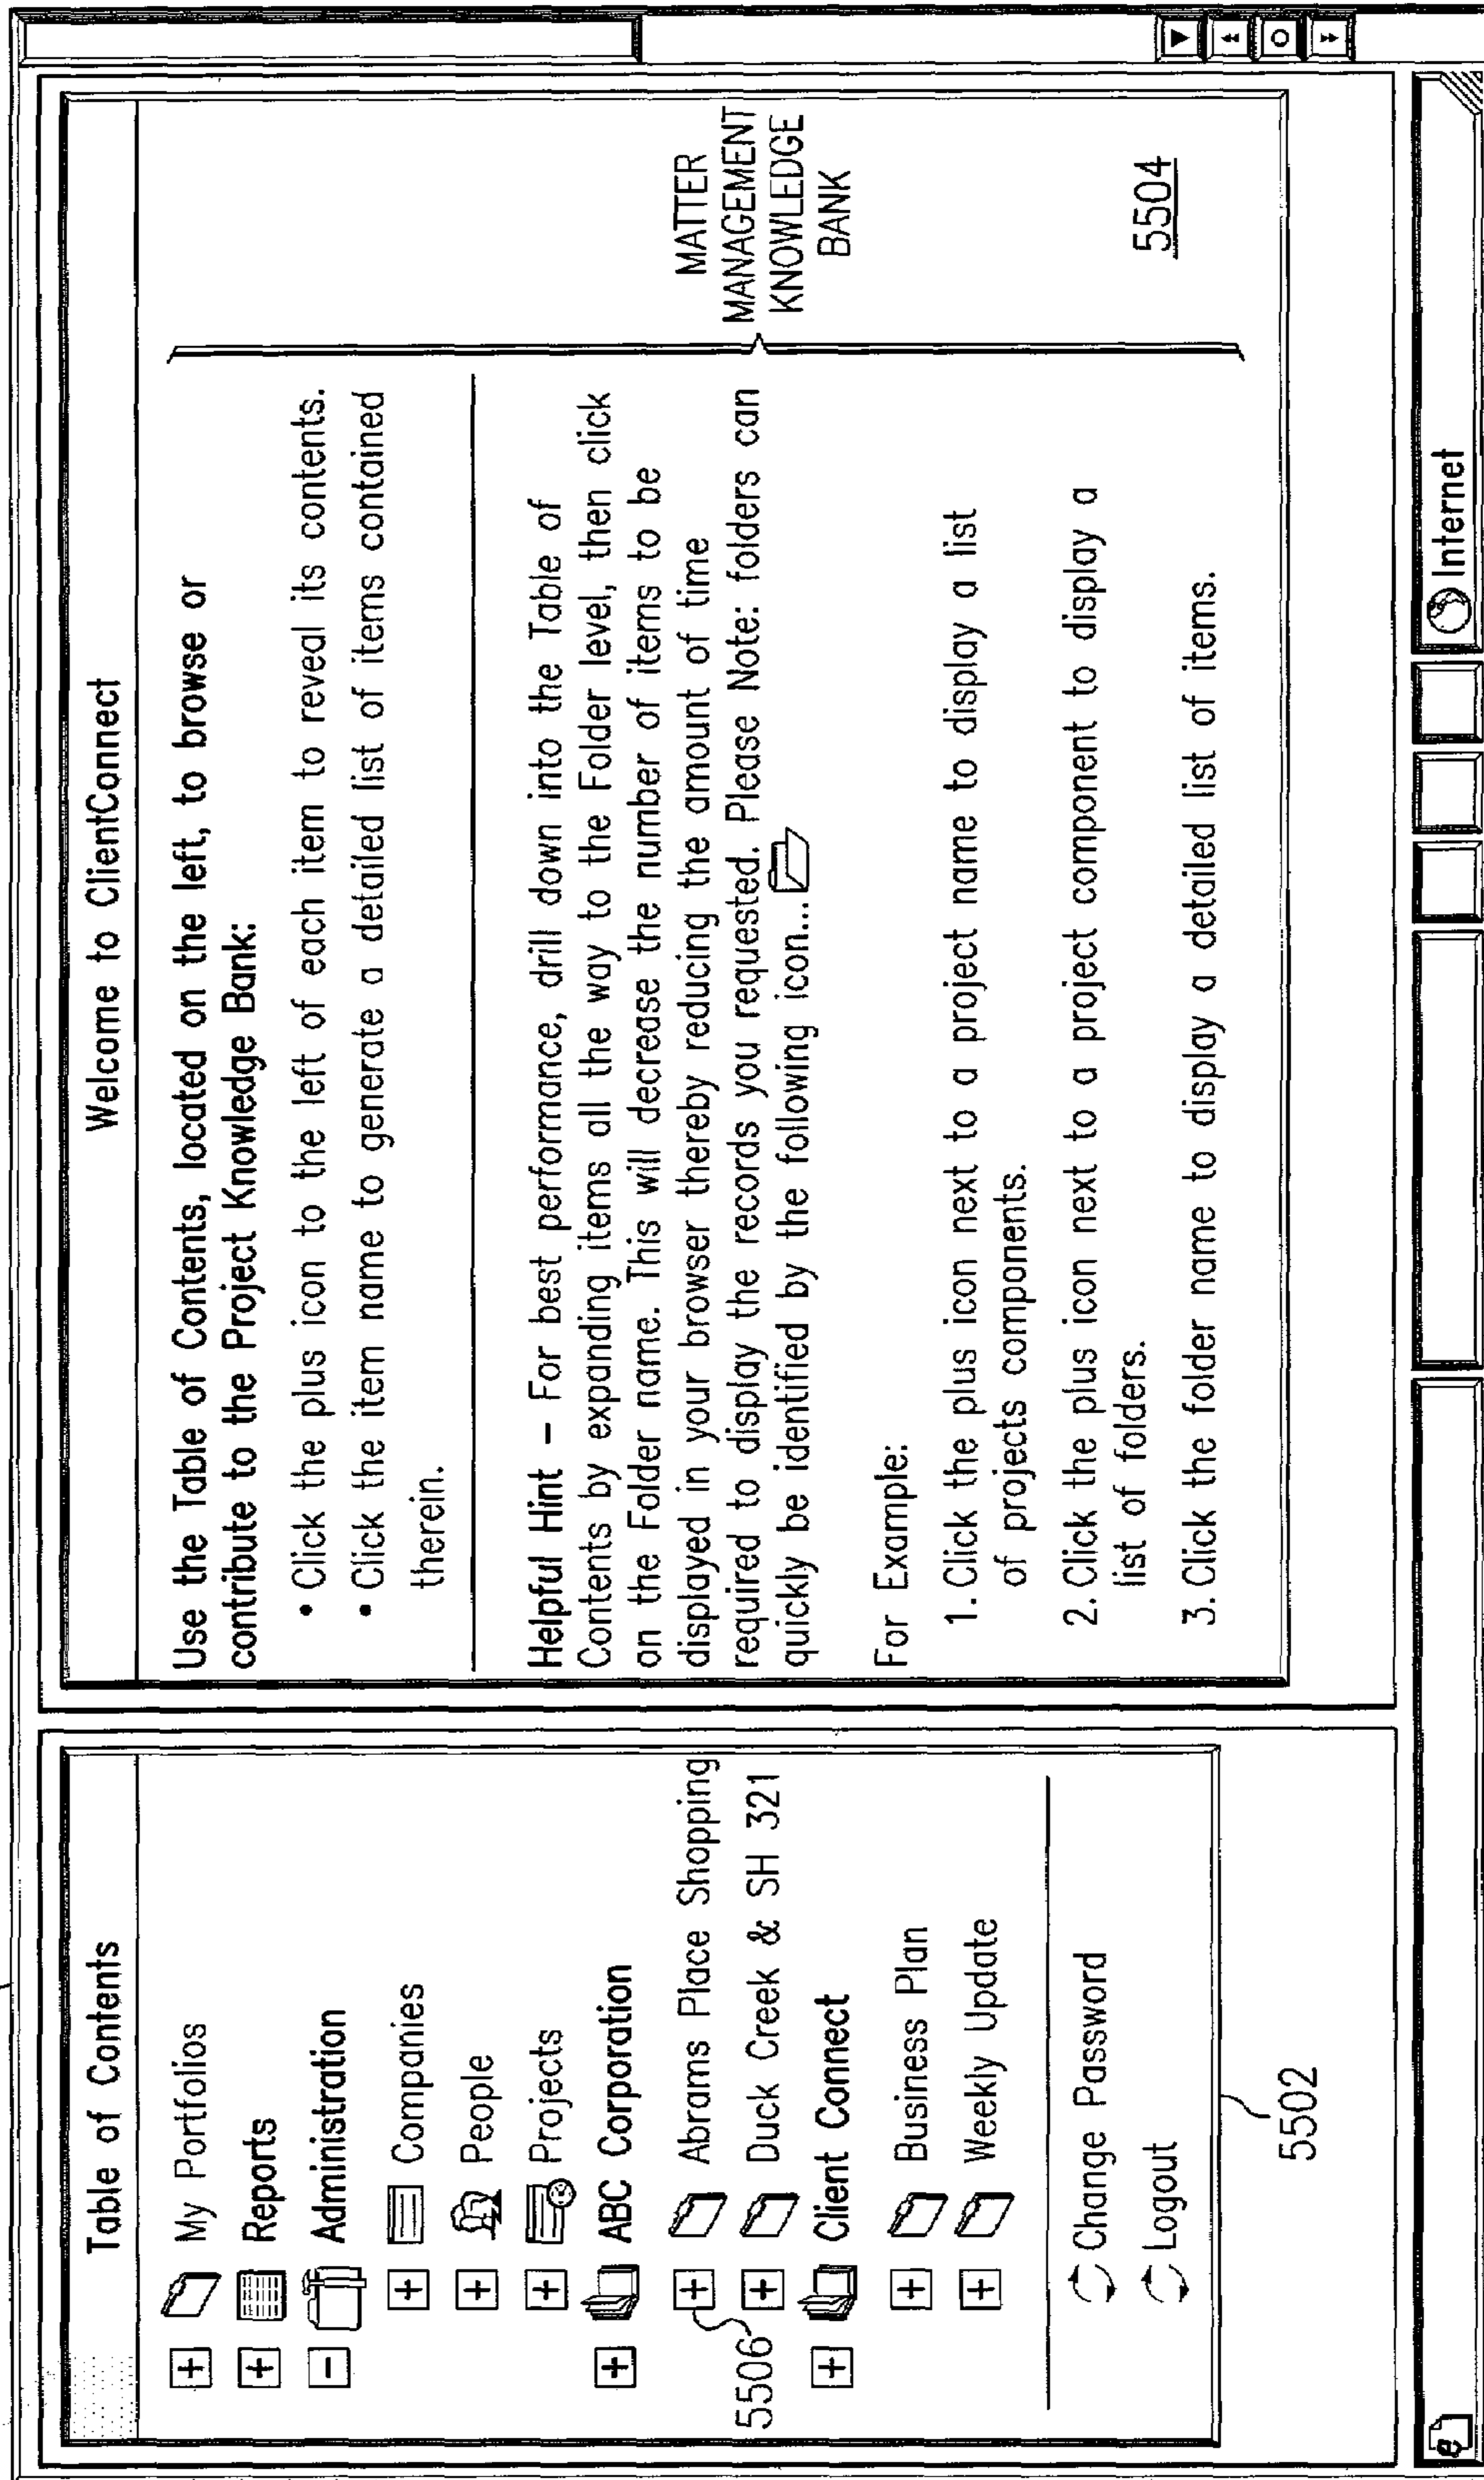 Table of Contents
My Portfolios
Reports
Administration
Companies
People
Projects
ABC Corporation
Abrams Place Shopping
Duck Creek & SH 321
Client Connect
Business Plan
Weekly Update
Change Password
Logout
5506
5502
Welcome to ClientConnect
Use the Table of Contents, located on the left, to browse or
contribute to the Project Knowledge Bank:
• Click the plus icon to the left of each item to reveal its contents.
• Click the item name to generate a detailed list of items contained
therein.
Helpful Hint – For best performance, drill down into the Table of
Contents by expanding items all the way to the Folder level, then click
on the Folder name. This will decrease the number of items to be
displayed in your browser thereby reducing the amount of time
required to display the records you requested. Please Note: folders can
quickly be identified by the following icon...
For Example:
1. Click the plus icon next to a project name to display a list
of projects components.
2. Click the plus icon next to a project component to display a
list of folders.
3. Click the folder name to display a detailed list of items.
MATTER
MANAGEMENT
KNOWLEDGE
BANK
5504
e
Internet